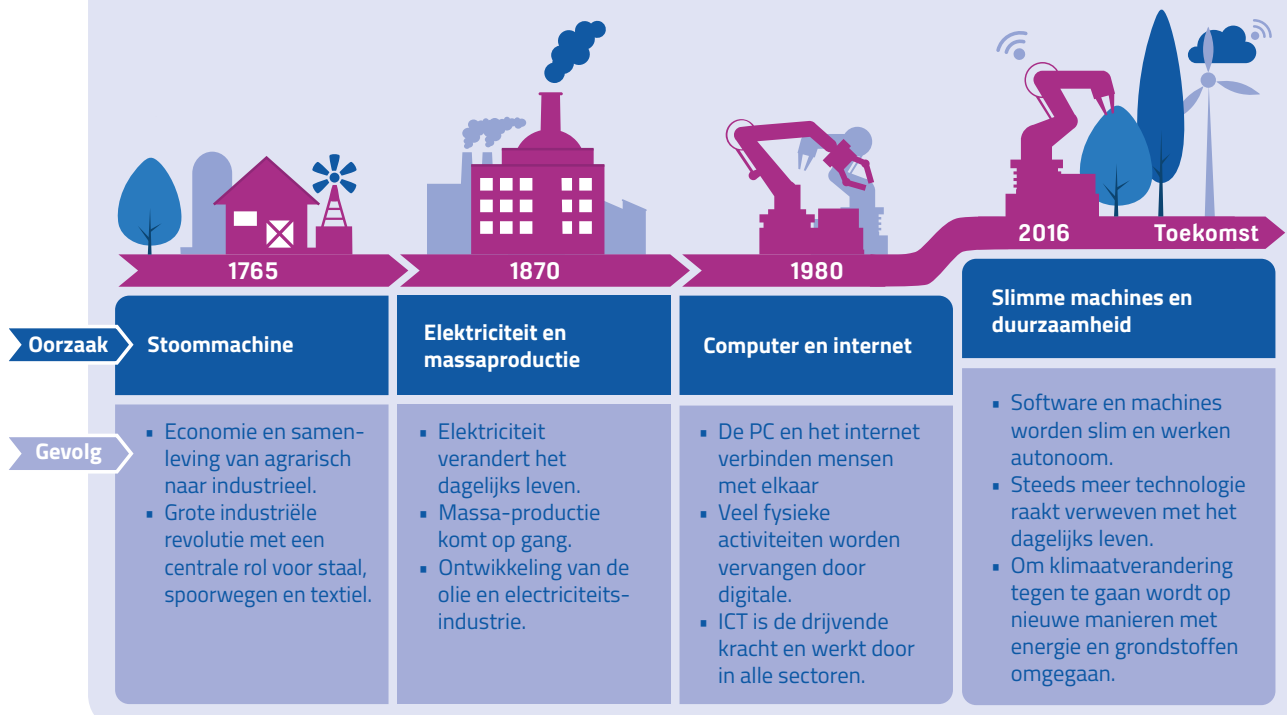 1765
1870
1980
2016
Toekomst
Oorzaak
Stoommachine
Elektriciteit en
massaproductie
Computer en internet
Slimme machines en
duurzaamheid
Gevolg
▪ Economie en samen-
leving van agrarisch
naar industrieel.
▪ Grote industriële
revolutie met een
centrale rol voor staal,
spoorwegen en textiel.
▪ Elektriciteit
verandert het
dagelijks leven.
▪ Massa-productie
komt op gang.
▪ Ontwikkeling van de
olie en electriciteits-
industrie.
▪ De PC en het internet
verbinden mensen
met elkaar
▪ Veel fysieke
activiteiten worden
vervangen door
digitale.
▪ ICT is de drijvende
kracht en werkt door
in alle sectoren.
▪ Software en machines
worden slim en werken
autonoom.
▪ Steeds meer technologie
raakt verweven met het
dagelijks leven.
▪ Om klimaatverandering
tegen te gaan wordt op
nieuwe manieren met
energie en grondstoffen
omgegaan.